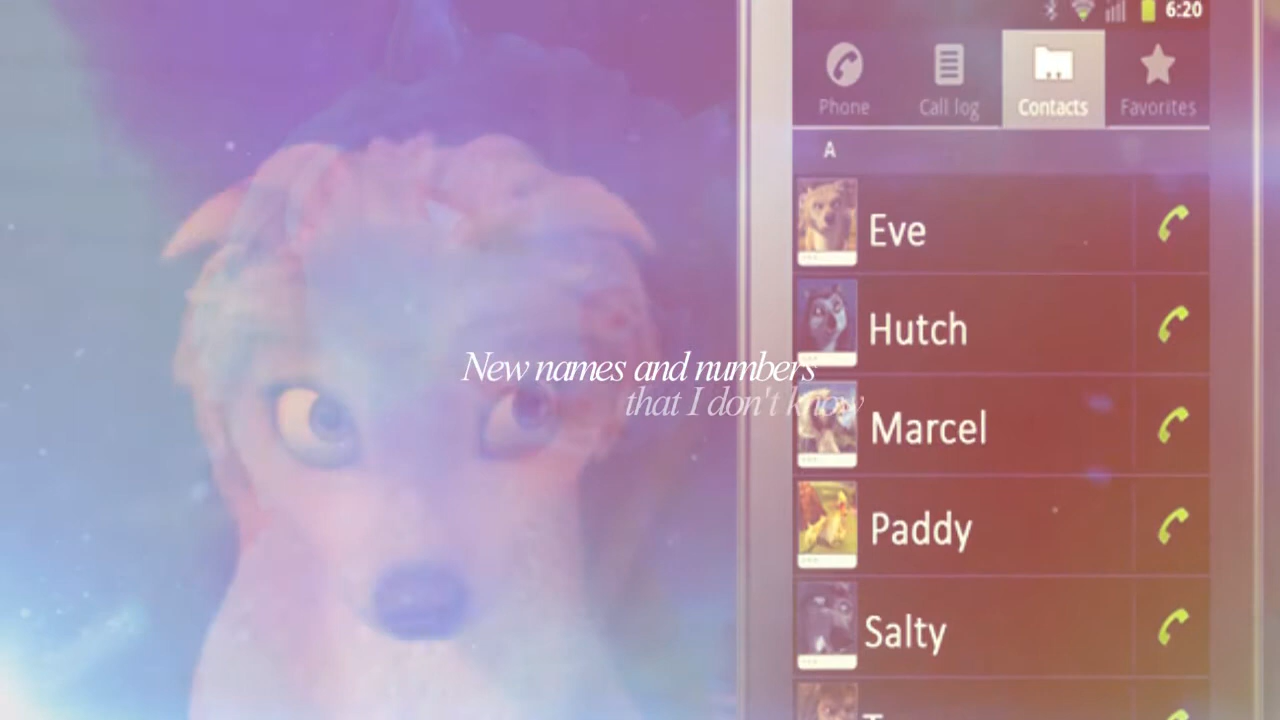 6:20
Phone Call log Contacts Favorites
A
Eve
Hutch
New names and numbers
that I don't know
Marcel
Paddy
Salty